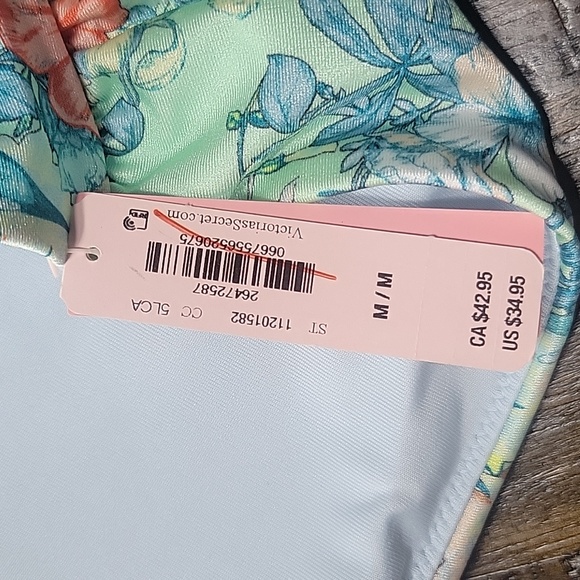 VictoriasSecret.com
0667556520675
26472587
ST 11201582 CC 5LCA
M / M
CA $42.95
US $34.95